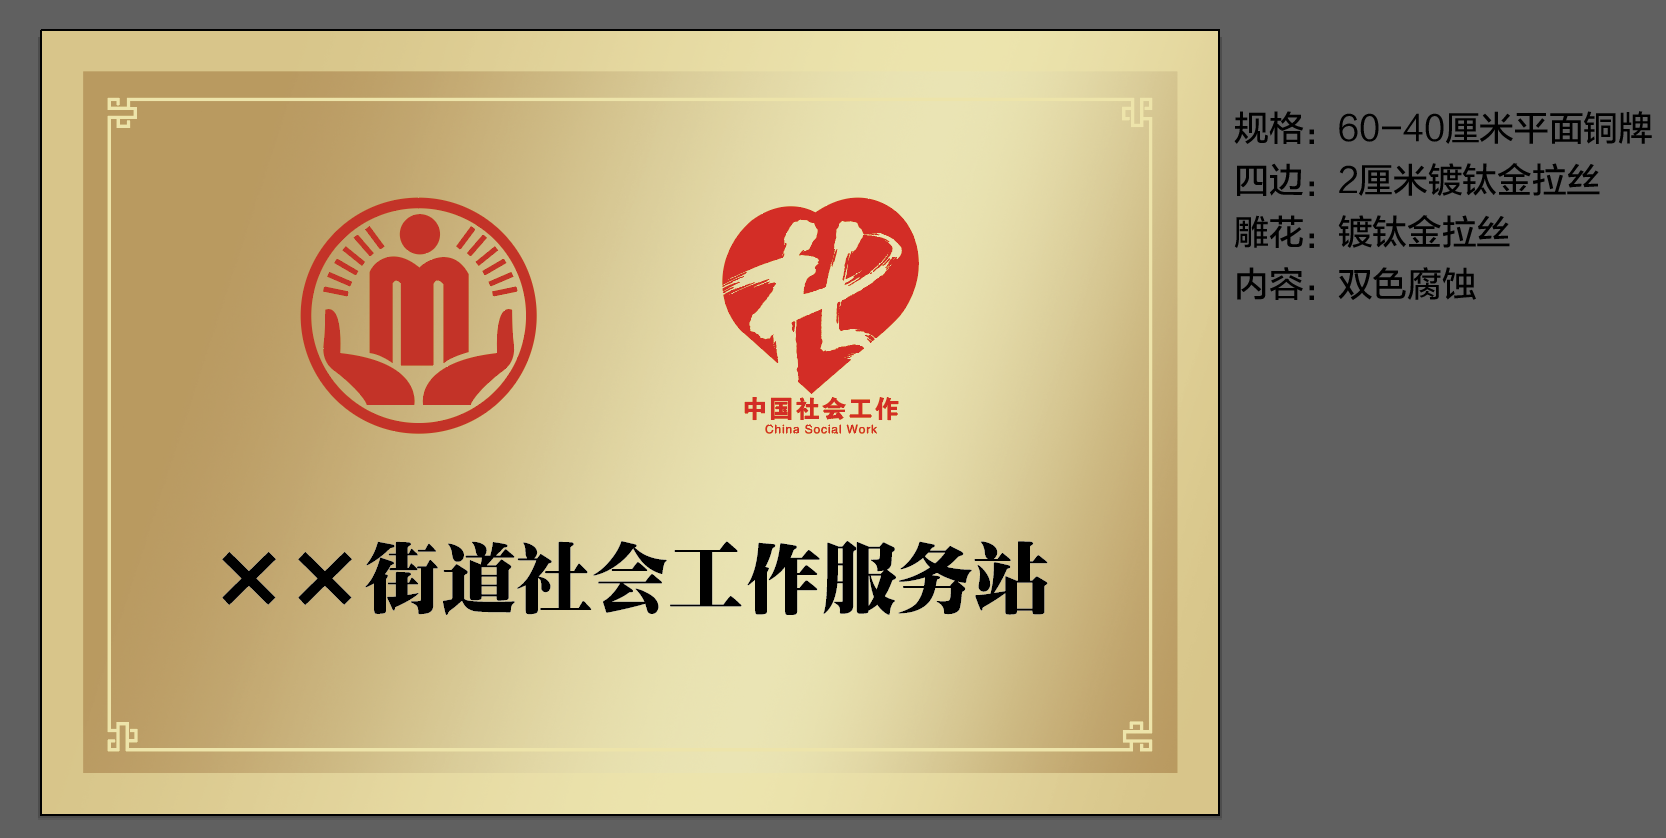 社
中国社会工作
China Social Work
××街道社会工作服务站
规格：60-40厘米平面铜牌
四边：2厘米镀钛金拉丝
雕花：镀钛金拉丝
内容：双色腐蚀